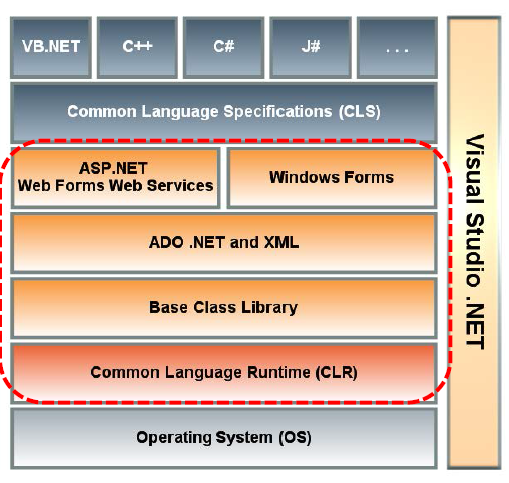 VB.NET
C++
C#
J#
. . .
Common Language Specifications (CLS)
ASP.NET
Web Forms Web Services
Windows Forms
ADO .NET and XML
Base Class Library
Common Language Runtime (CLR)
Operating System (OS)
Visual Studio .NET